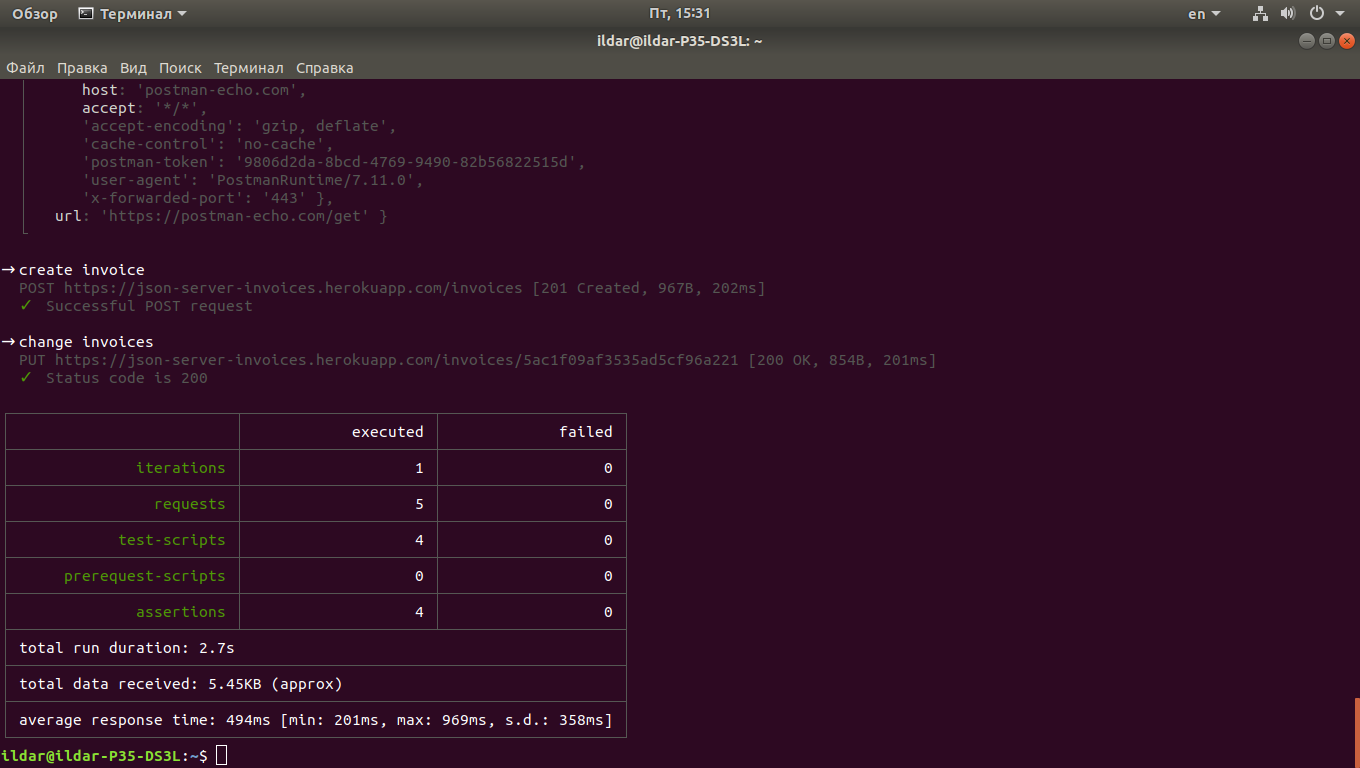 Обзор Терминал Пт, 15:31 en
ildar@ildar-P35-DS3L: ~
Файл Правка Вид Поиск Терминал Справка
host: 'postman-echo.com',
accept: '*/*',
'accept-encoding': 'gzip, deflate',
'cache-control': 'no-cache',
'postman-token': '9806d2da-8bcd-4769-9490-82b56822515d',
'user-agent': 'PostmanRuntime/7.11.0',
'x-forwarded-port': '443' },
url: 'https://postman-echo.com/get' }
→ create invoice
POST https://json-server-invoices.herokuapp.com/invoices [201 Created, 967B, 202ms]
✓ Successful POST request
→ change invoices
PUT https://json-server-invoices.herokuapp.com/invoices/5ac1f09af3535ad5cf96a221 [200 OK, 854B, 201ms]
✓ Status code is 200
executed failed
iterations 1 0
requests 5 0
test-scripts 4 0
prerequest-scripts 0 0
assertions 4 0
total run duration: 2.7s
total data received: 5.45KB (approx)
average response time: 494ms [min: 201ms, max: 969ms, s.d.: 358ms]
ildar@ildar-P35-DS3L:~$